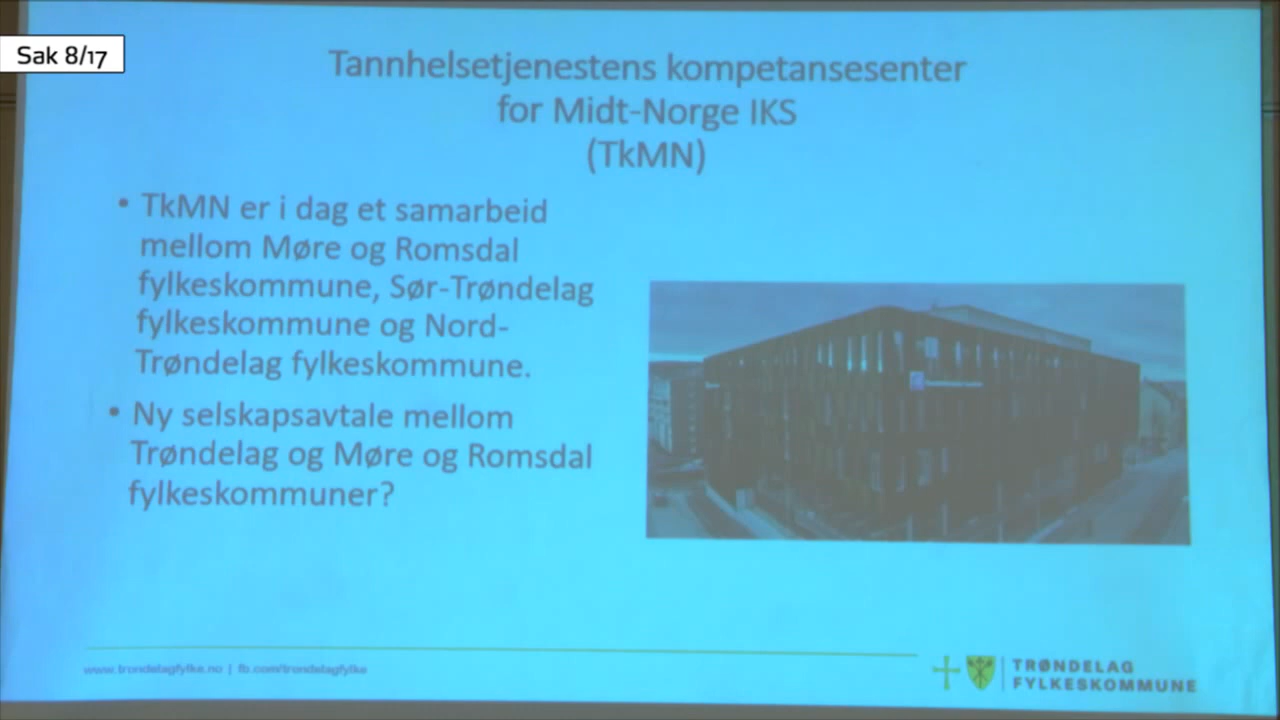 Sak 8/17
Tannhelsetjenestens kompetansesenter
for Midt-Norge IKS
(TkMN)
• TkMN er i dag et samarbeid
mellom Møre og Romsdal
fylkeskommune, Sør-Trøndelag
fylkeskommune og Nord-
Trøndelag fylkeskommune.
• Ny selskapsavtale mellom
Trøndelag og Møre og Romsdal
fylkeskommuner?
www.trondelagfylke.no | fb.com/trondelagfylke
TRØNDELAG
FYLKESKOMMUNE